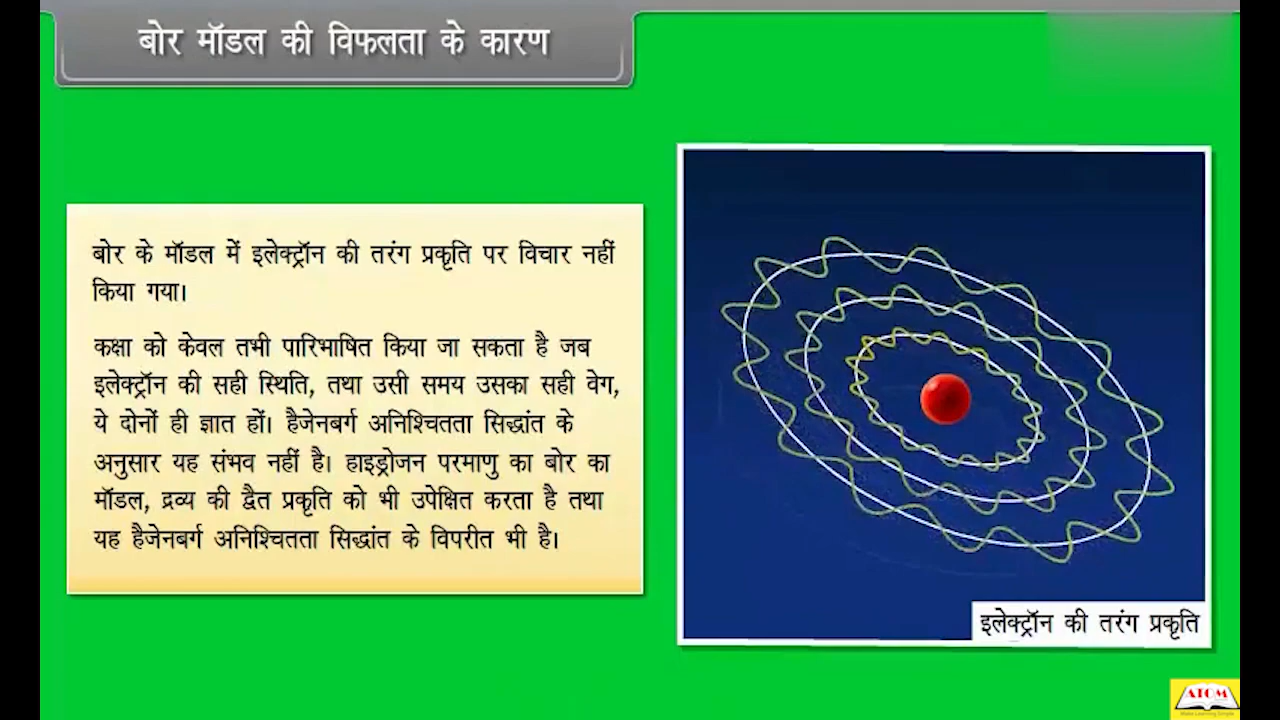 बोर मॉडल की विफलता के कारण
बोर के मॉडल में इलेक्ट्रॉन की तरंग प्रकृति पर विचार नहीं
किया गया।
कक्षा को केवल तभी पारिभाषित किया जा सकता है जब
इलेक्ट्रॉन की सही स्थिति, तथा उसी समय उसका सही वेग,
ये दोनों ही ज्ञात हों। हैजेनबर्ग अनिश्चितता सिद्धांत के
अनुसार यह संभव नहीं है। हाइड्रोजन परमाणु का बोर का
मॉडल, द्रव्य की द्वैत प्रकृति को भी उपेक्षित करता है तथा
यह हैजेनबर्ग अनिश्चितता सिद्धांत के विपरीत भी है।
इलेक्ट्रॉन की तरंग प्रकृति
ATOM